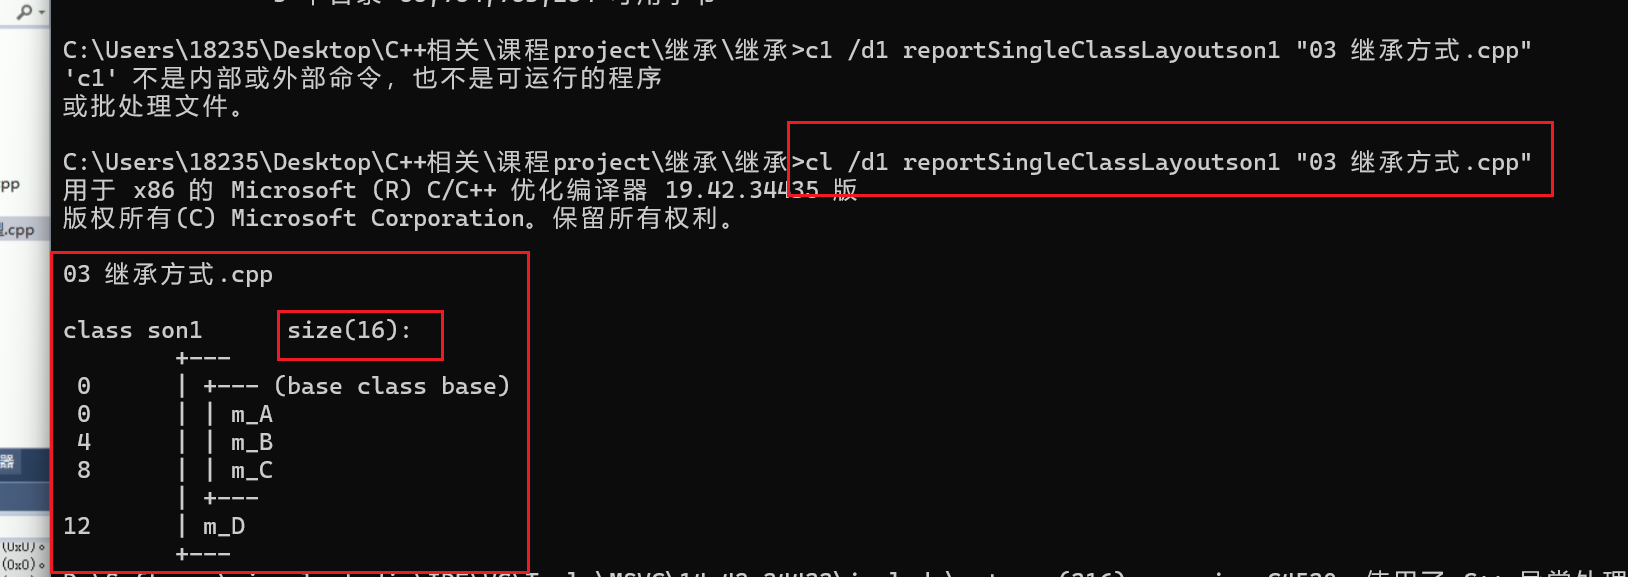 C:\Users\18235\Desktop\C++相关\课程project\继承\继承>c1 /d1 reportSingleClassLayoutson1 "03 继承方式.cpp"
'c1' 不是内部或外部命令，也不是可运行的程序
或批处理文件。
C:\Users\18235\Desktop\C++相关\课程project\继承\继承>cl /d1 reportSingleClassLayoutson1 "03 继承方式.cpp"
用于 x86 的 Microsoft (R) C/C++ 优化编译器 19.42.34435 版
版权所有(C) Microsoft Corporation。保留所有权利。
03 继承方式.cpp
class son1      size(16):
        +---
 0      | +--- (base class base)
 0      | | m_A
 4      | | m_B
 8      | | m_C
        | +---
12      | m_D
        +---
pp
.cpp
器